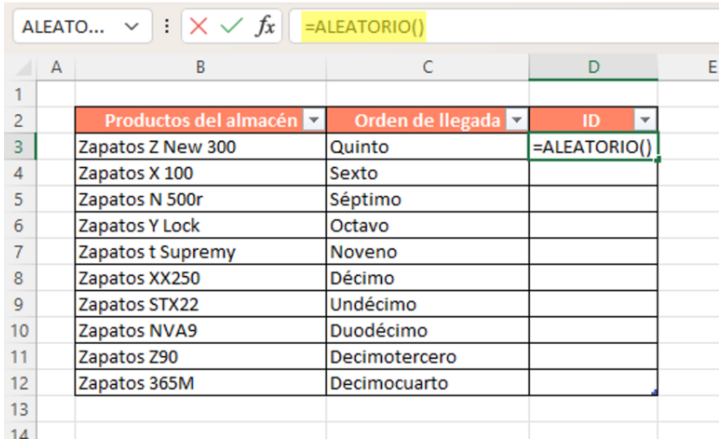 ALEATO... fx =ALEATORIO()
A B C D E
1
2 Productos del almacén Orden de llegada ID
3 Zapatos Z New 300 Quinto =ALEATORIO()
4 Zapatos X 100 Sexto
5 Zapatos N 500r Séptimo
6 Zapatos Y Lock Octavo
7 Zapatos t Supremy Noveno
8 Zapatos XX250 Décimo
9 Zapatos STX22 Undécimo
10 Zapatos NVA9 Duodécimo
11 Zapatos Z90 Decimotercero
12 Zapatos 365M Decimocuarto
13
14